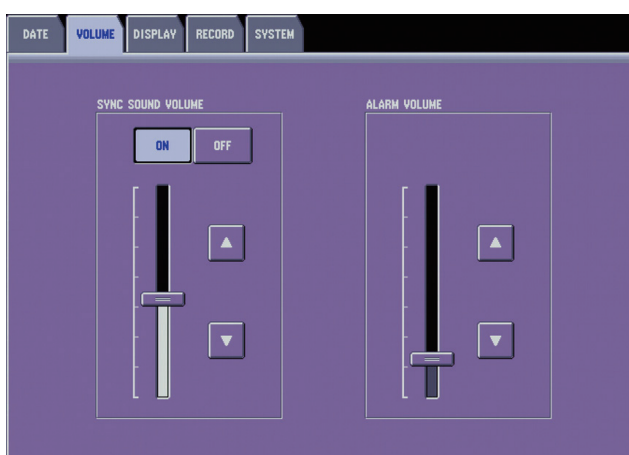 DATE VOLUME DISPLAY RECORD SYSTEM
SYNC SOUND VOLUME ALARM VOLUME
ON OFF